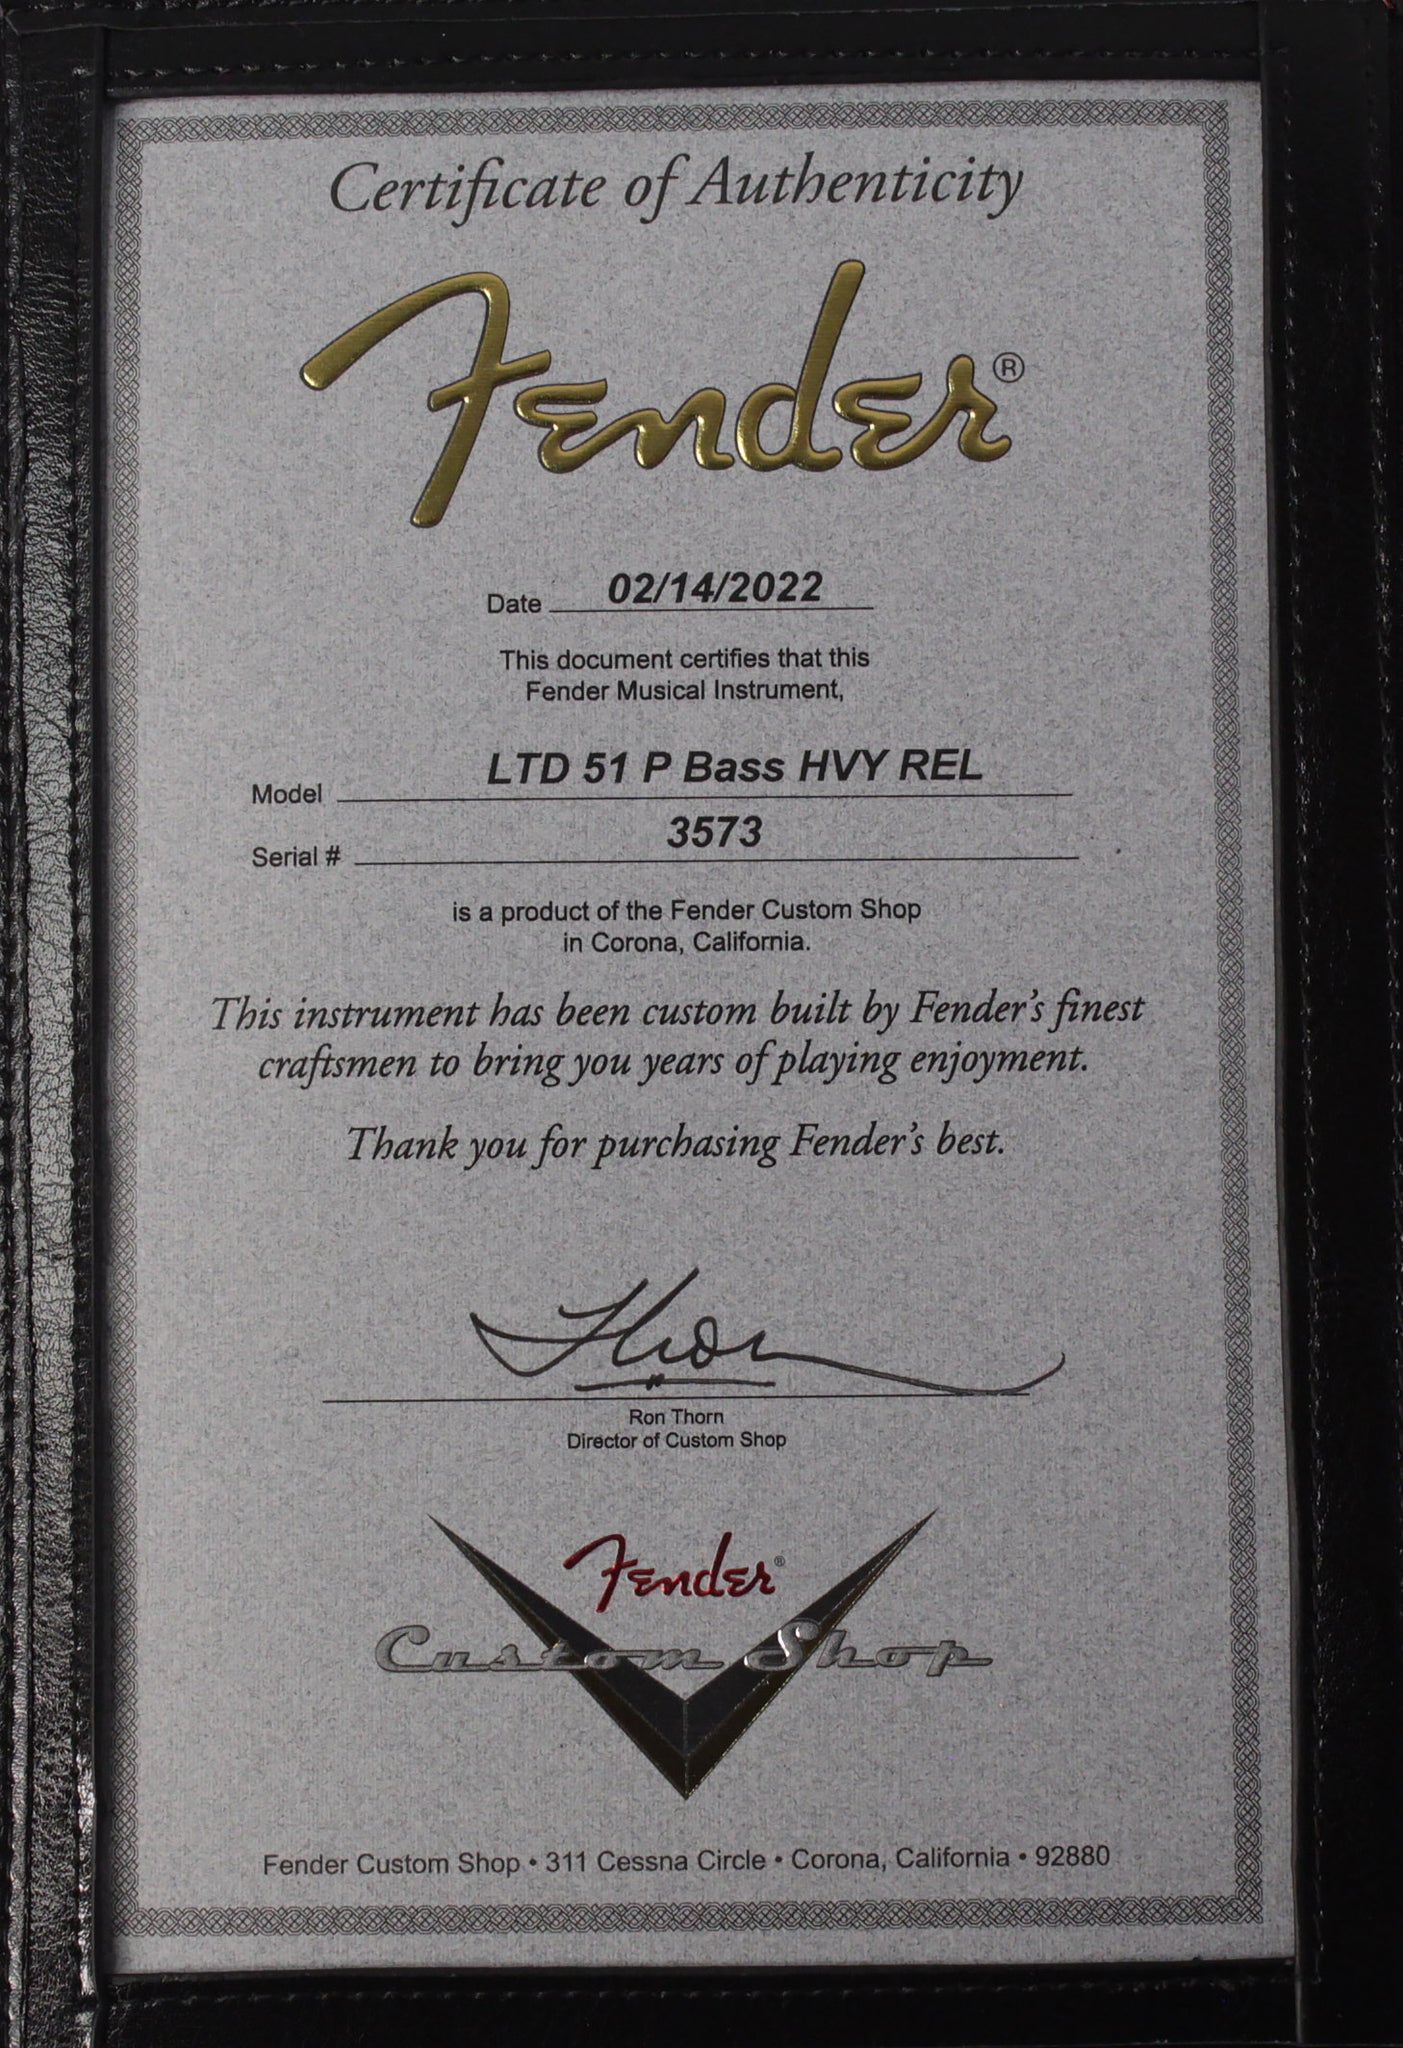 Certificate of Authenticity
Fender®
Date 02/14/2022
This document certifies that this
Fender Musical Instrument,
Model LTD 51 P Bass HVY REL
Serial # 3573
is a product of the Fender Custom Shop
in Corona, California.
This instrument has been custom built by Fender's finest
craftsmen to bring you years of playing enjoyment.
Thank you for purchasing Fender's best.
Thorn
Ron Thorn
Director of Custom Shop
Fender®
Custom Shop
Fender Custom Shop • 311 Cessna Circle • Corona, California • 92880